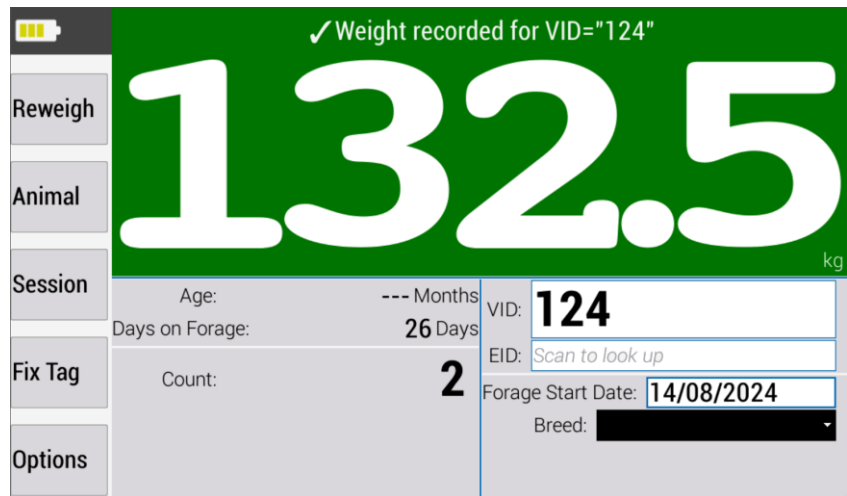 ✓Weight recorded for VID="124"
132.5
kg
Reweigh
Animal
Session
Fix Tag
Options
Age: --- Months
Days on Forage: 26 Days
Count: 2
VID: 124
EID: Scan to look up
Forage Start Date: 14/08/2024
Breed: